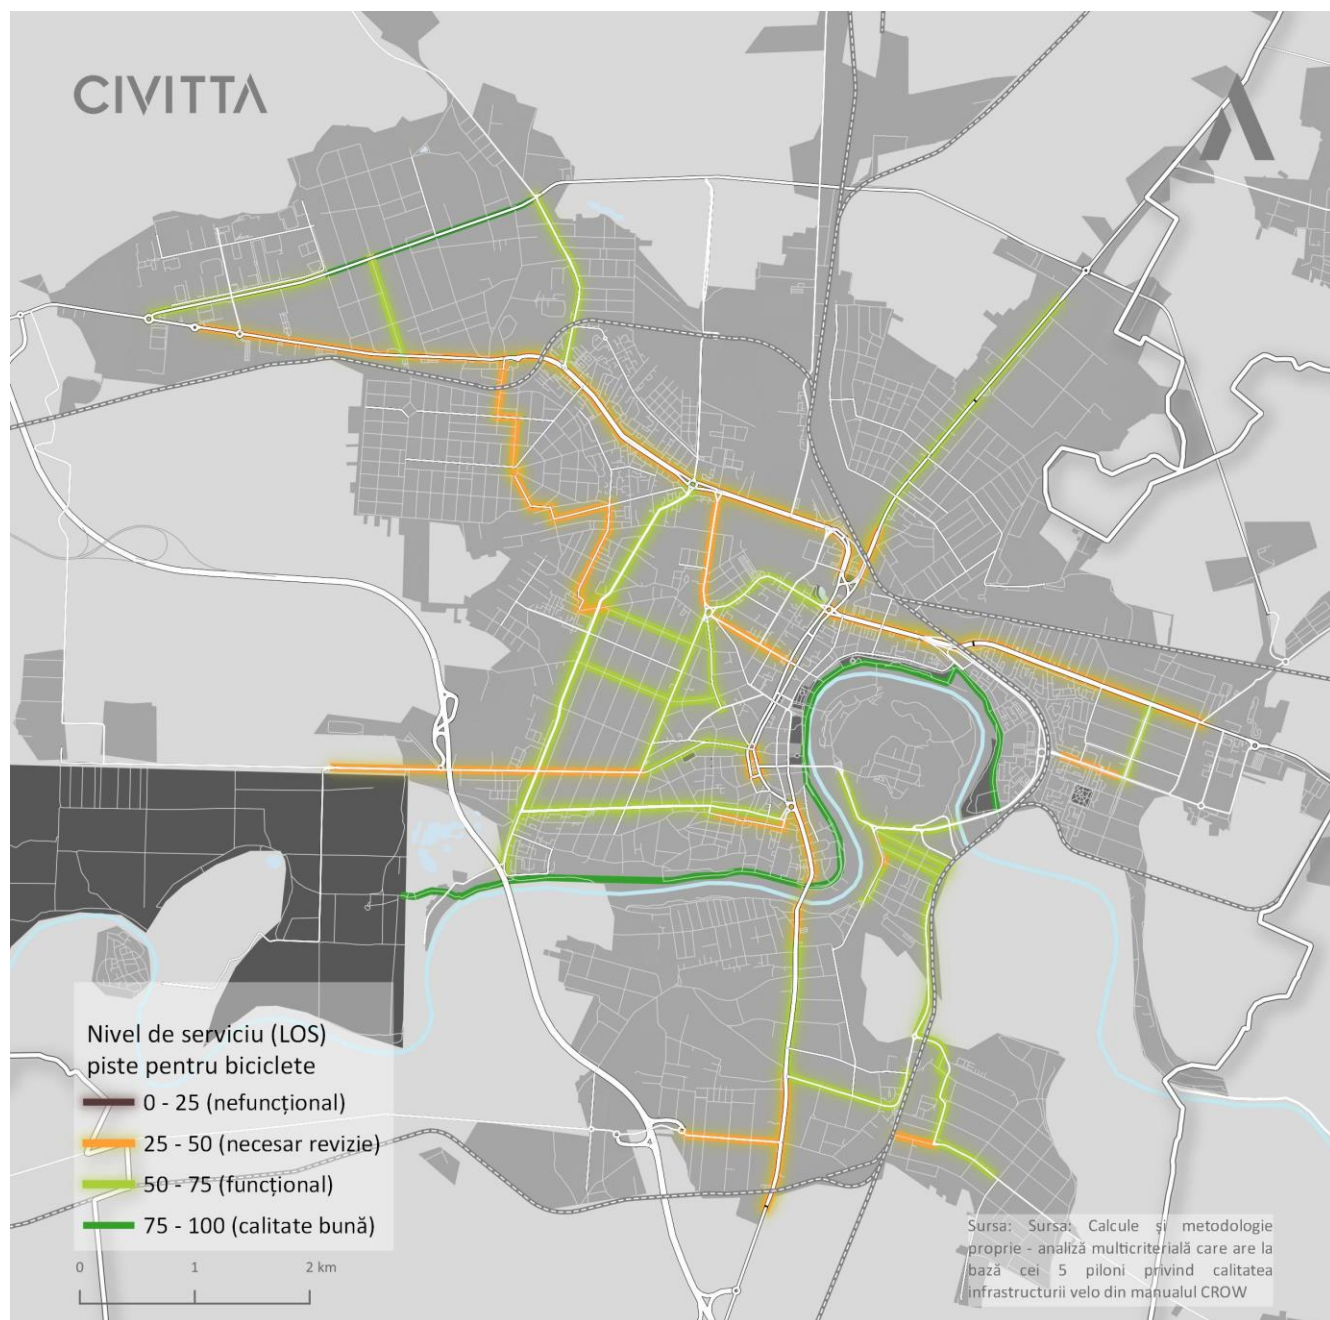 CIVITTA
Nivel de serviciu (LOS)
piste pentru biciclete
0 - 25 (nefuncțional)
25 - 50 (necesar revizie)
50 - 75 (funcțional)
75 - 100 (calitate bună)
0 1 2 km
Sursa: Sursa: Calcule și metodologie
proprie - analiză multicriterială care are la
bază cei 5 piloni privind calitatea
infrastructurii velo din manualul CROW